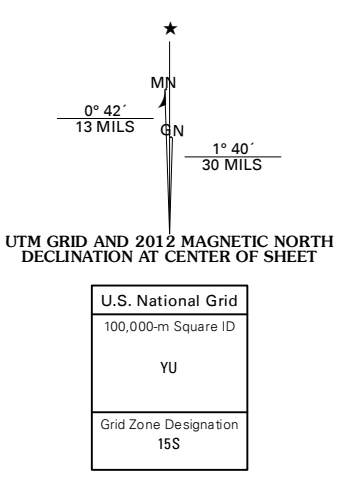 MN
0° 42´
13 MILS
GN
1° 40´
30 MILS
UTM GRID AND 2012 MAGNETIC NORTH
DECLINATION AT CENTER OF SHEET
U.S. National Grid
100,000-m Square ID
YU
Grid Zone Designation
15S